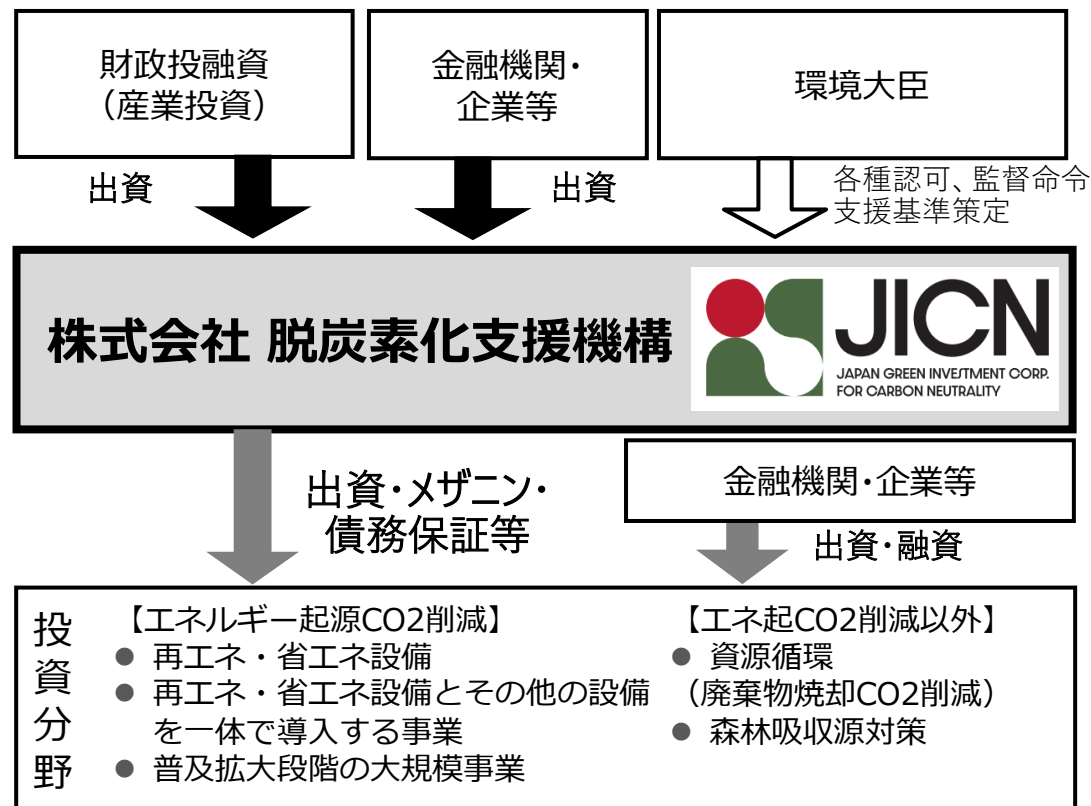 財政投融資
（産業投資）
金融機関・
企業等
環境大臣
出資
出資
各種認可、監督命令
支援基準策定
株式会社 脱炭素化支援機構
JICN
JAPAN GREEN INVESTMENT CORP.
FOR CARBON NEUTRALITY
出資・メザニン・
債務保証等
金融機関・企業等
出資・融資
投資分野
【エネルギー起源CO2削減】
● 再エネ・省エネ設備
● 再エネ・省エネ設備とその他の設備
を一体で導入する事業
● 普及拡大段階の大規模事業
【エネ起CO2削減以外】
● 資源循環
（廃棄物焼却CO2削減）
● 森林吸収源対策